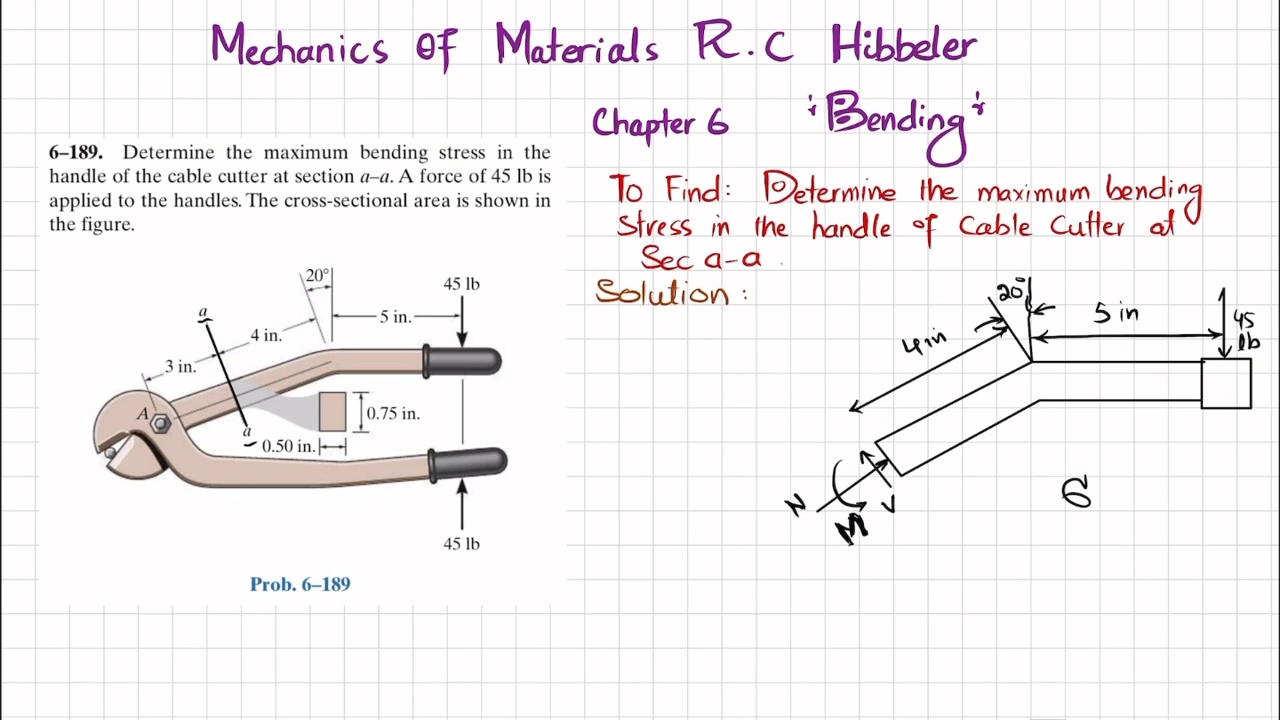 Mechanics Of Materials R.C Hibbeler
Chapter 6 "Bending"
6–189. Determine the maximum bending stress in the
handle of the cable cutter at section a–a. A force of 45 lb is
applied to the handles. The cross-sectional area is shown in
the figure.
To Find: Determine the maximum bending
Stress in the handle of Cable Cutter at
Sec a-a
Solution:
20°
45 lb
5 in.
a
4 in.
3 in.
A
0.75 in.
a
0.50 in.
45 lb
Prob. 6–189
20°
5 in
45
lb
4in
N
M
V
6